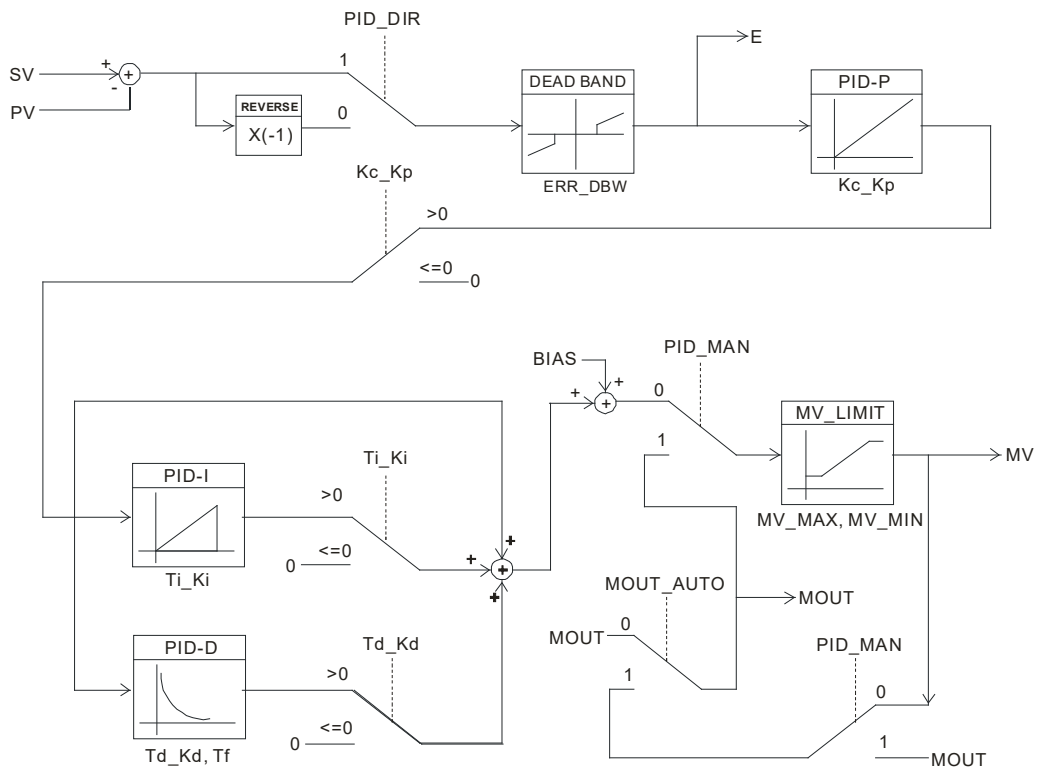 PID_DIR
E
SV
+
-
+
PV
1
0
REVERSE
X(-1)
DEAD BAND
ERR_DBW
PID-P
Kc_Kp
Kc_Kp
>0
<=0
0
BIAS
+
+
+
PID_MAN
0
1
MV_LIMIT
MV_MAX, MV_MIN
MV
PID-I
Ti_Ki
Ti_Ki
>0
0
<=0
+
+
+
+
PID-D
Td_Kd, Tf
Td_Kd
>0
0
<=0
MOUT_AUTO
MOUT
0
1
MOUT
PID_MAN
0
1
MOUT